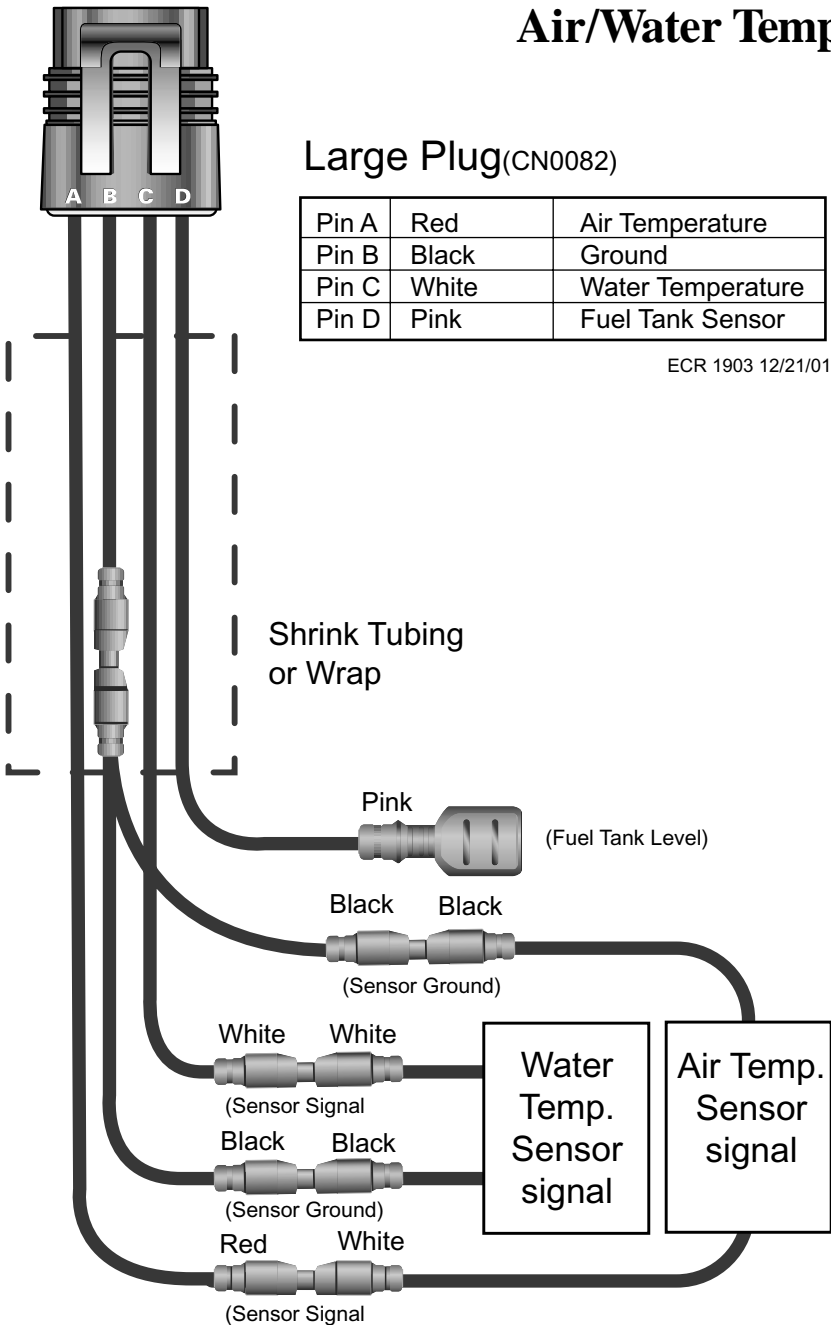 Air/Water Temp
Large Plug(CN0082)
A B C D
Pin A Red Air Temperature
Pin B Black Ground
Pin C White Water Temperature
Pin D Pink Fuel Tank Sensor
ECR 1903 12/21/01
Shrink Tubing
or Wrap
Pink
(Fuel Tank Level)
Black Black
(Sensor Ground)
White White
(Sensor Signal
Black Black
(Sensor Ground)
Red White
(Sensor Signal
Water
Temp.
Sensor
signal
Air Temp.
Sensor
signal